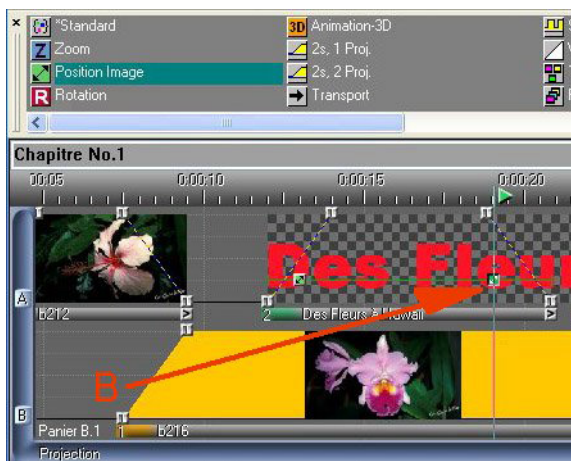 *Standard
3D Animation-3D
Z Zoom
2s, 1 Proj.
Position Image
2s, 2 Proj.
R Rotation
Transport
Chapitre No.1
00:05 0:00:10 0:00:15 0:00:20
Des Fleur
A
b212
2 Des Fleurs à Hawaii
B
B
Panier B.1 1 b216
Projection